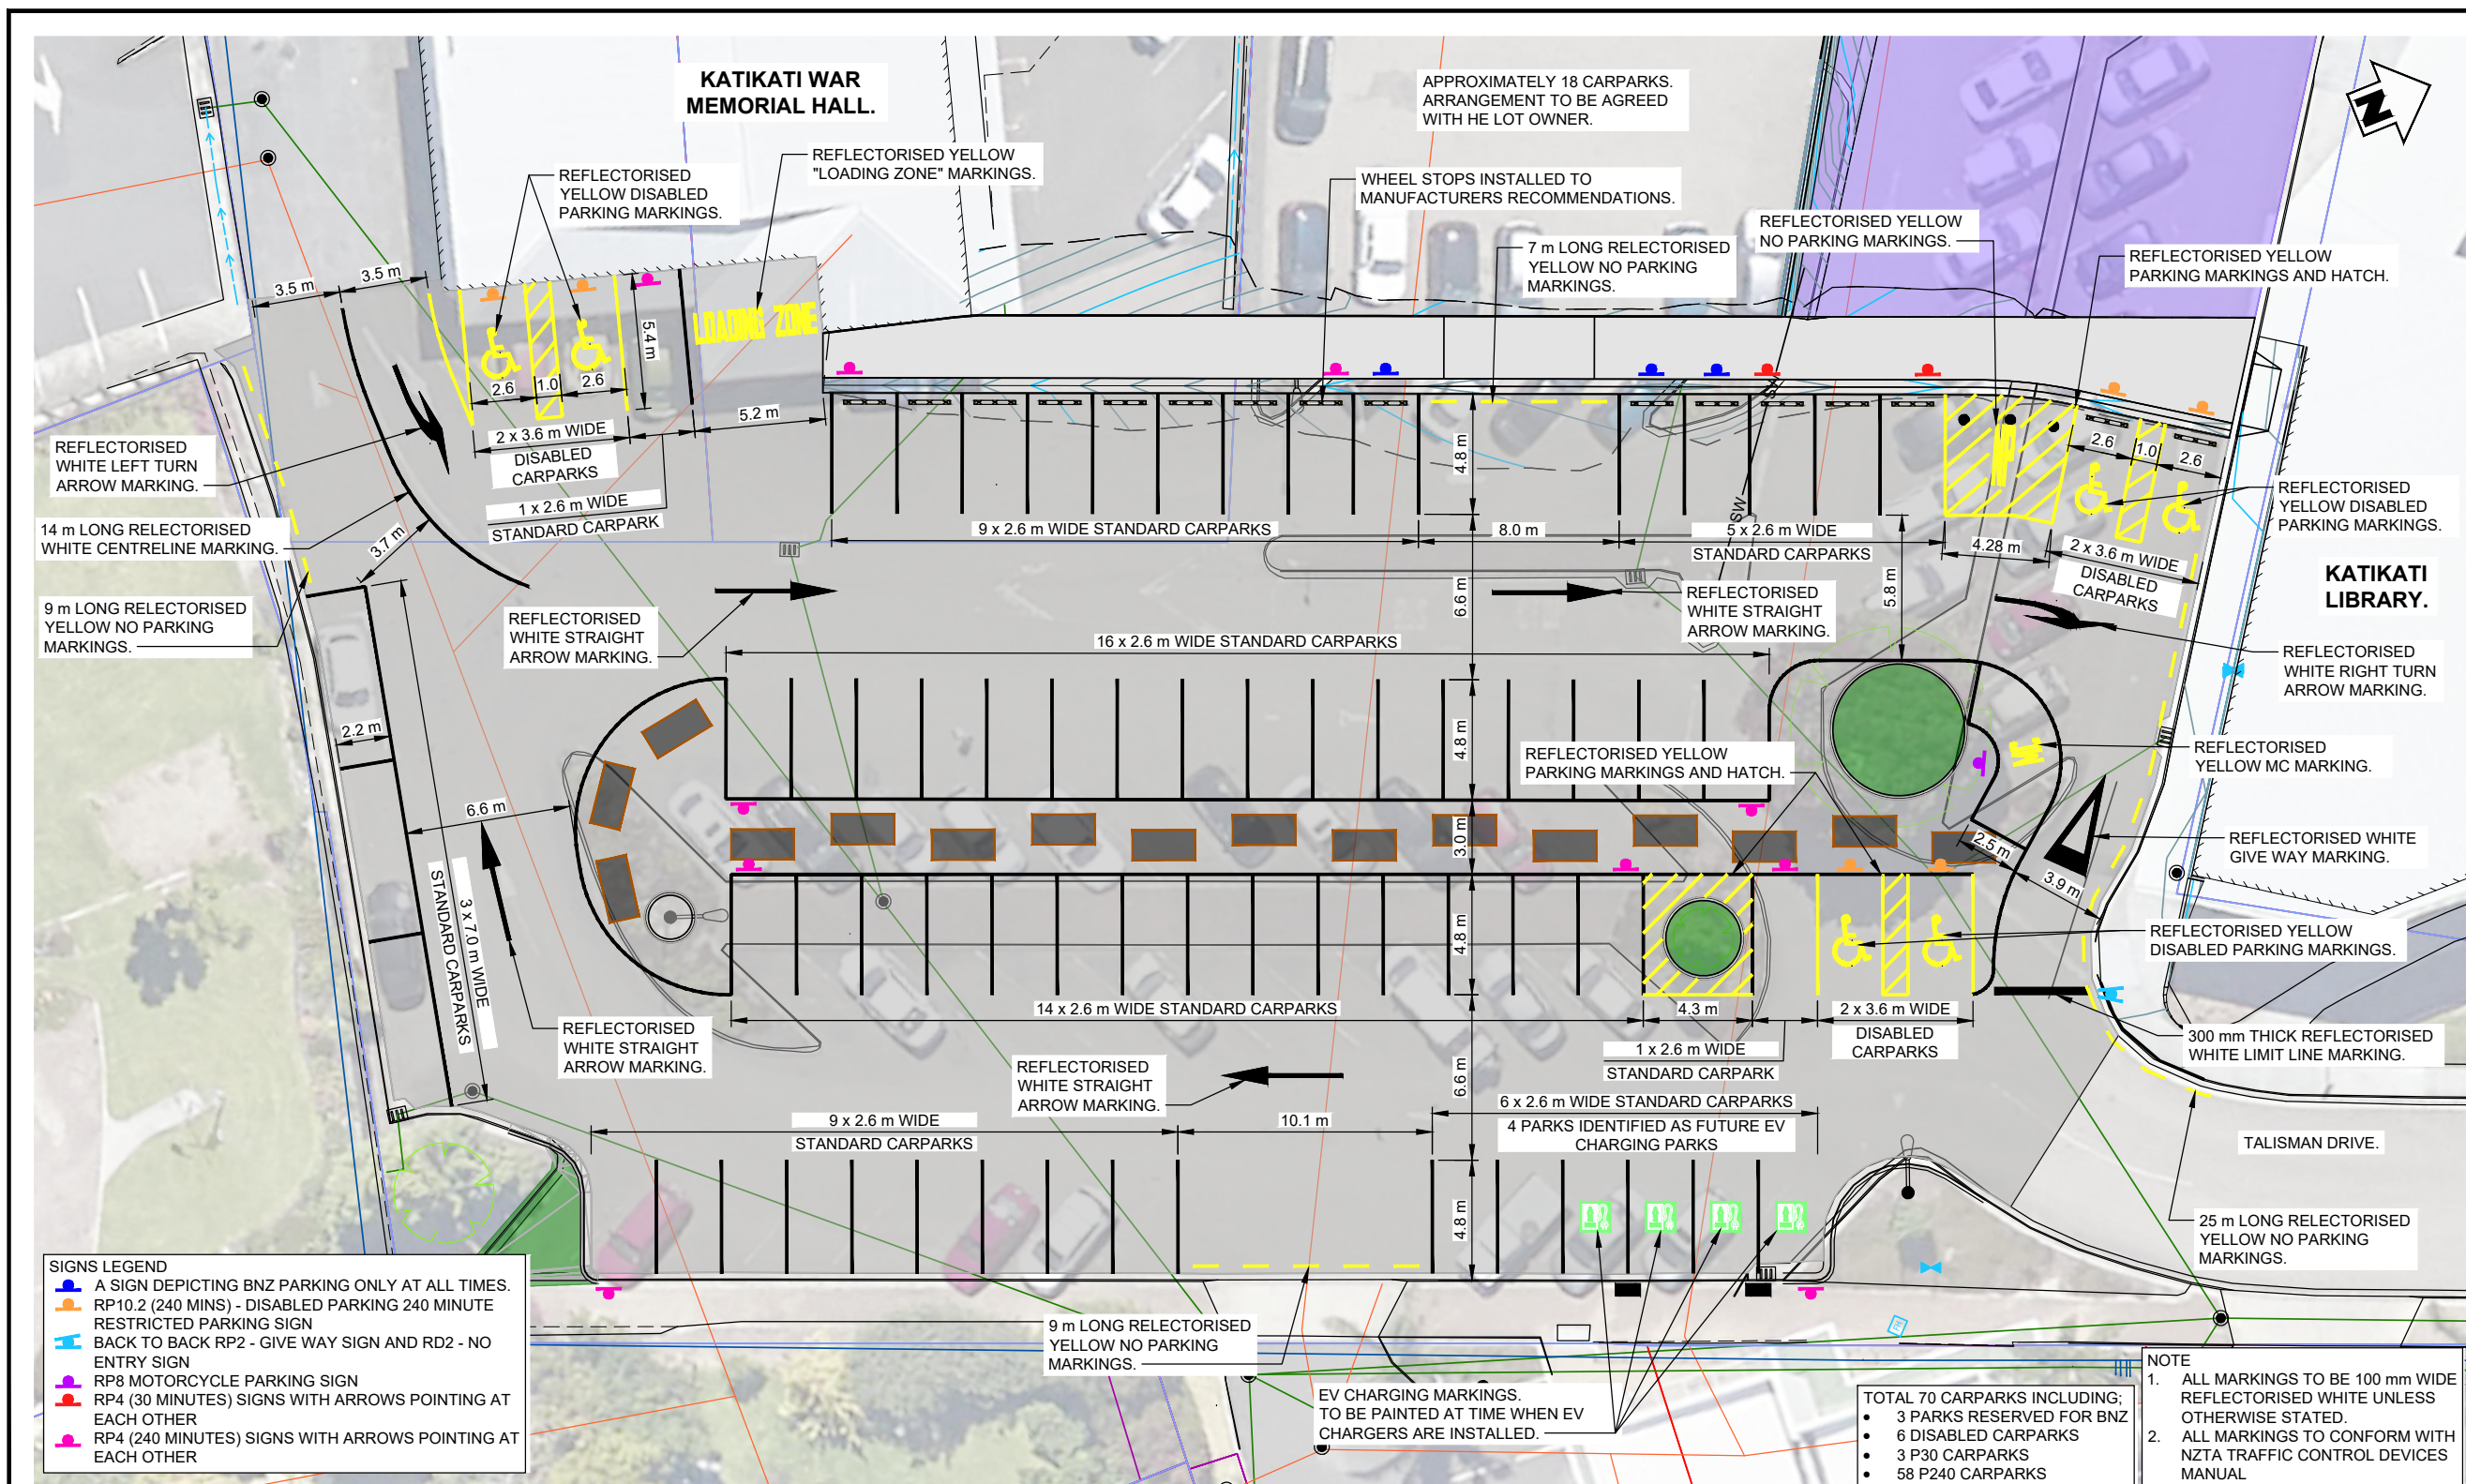 KATIKATI WAR
MEMORIAL HALL.
APPROXIMATELY 18 CARPARKS.
ARRANGEMENT TO BE AGREED
WITH HE LOT OWNER.
N
REFLECTORISED YELLOW
"LOADING ZONE" MARKINGS.
REFLECTORISED
YELLOW DISABLED
PARKING MARKINGS.
WHEEL STOPS INSTALLED TO
MANUFACTURERS RECOMMENDATIONS.
REFLECTORISED YELLOW
NO PARKING MARKINGS.
7 m LONG RELECTORISED
YELLOW NO PARKING
MARKINGS.
REFLECTORISED YELLOW
PARKING MARKINGS AND HATCH.
3.5 m
3.5 m
5.4 m
LOADING ZONE
2.6
1.0
2.6
5.2 m
2 x 3.6 m WIDE
DISABLED
CARPARKS
1 x 2.6 m WIDE
STANDARD CARPARK
REFLECTORISED
WHITE LEFT TURN
ARROW MARKING.
14 m LONG RELECTORISED
WHITE CENTRELINE MARKING.
3.7 m
9 m LONG RELECTORISED
YELLOW NO PARKING
MARKINGS.
4.8 m
9 x 2.6 m WIDE STANDARD CARPARKS
8.0 m
MSW
5 x 2.6 m WIDE
STANDARD CARPARKS
4.28 m
2.6
1.0
2.6
2 x 3.6 m WIDE
DISABLED
CARPARKS
REFLECTORISED
YELLOW DISABLED
PARKING MARKINGS.
KATIKATI
LIBRARY.
6.6 m
5.8 m
REFLECTORISED
WHITE STRAIGHT
ARROW MARKING.
REFLECTORISED
WHITE STRAIGHT
ARROW MARKING.
16 x 2.6 m WIDE STANDARD CARPARKS
REFLECTORISED
WHITE RIGHT TURN
ARROW MARKING.
2.2 m
4.8 m
REFLECTORISED YELLOW
PARKING MARKINGS AND HATCH.
MC
REFLECTORISED
YELLOW MC MARKING.
6.6 m
3.0 m
2.5 m
REFLECTORISED WHITE
GIVE WAY MARKING.
3.9 m
3 x 7.0 m WIDE
STANDARD CARPARKS
4.8 m
REFLECTORISED YELLOW
DISABLED PARKING MARKINGS.
14 x 2.6 m WIDE STANDARD CARPARKS
4.3 m
2 x 3.6 m WIDE
DISABLED
CARPARKS
1 x 2.6 m WIDE
STANDARD CARPARK
300 mm THICK REFLECTORISED
WHITE LIMIT LINE MARKING.
REFLECTORISED
WHITE STRAIGHT
ARROW MARKING.
REFLECTORISED
WHITE STRAIGHT
ARROW MARKING.
6.6 m
9 x 2.6 m WIDE
STANDARD CARPARKS
10.1 m
6 x 2.6 m WIDE STANDARD CARPARKS
4 PARKS IDENTIFIED AS FUTURE EV
CHARGING PARKS
TALISMAN DRIVE.
4.8 m
25 m LONG RELECTORISED
YELLOW NO PARKING
MARKINGS.
9 m LONG RELECTORISED
YELLOW NO PARKING
MARKINGS.
FH
EV CHARGING MARKINGS.
TO BE PAINTED AT TIME WHEN EV
CHARGERS ARE INSTALLED.
SIGNS LEGEND
A SIGN DEPICTING BNZ PARKING ONLY AT ALL TIMES.
RP10.2 (240 MINS) - DISABLED PARKING 240 MINUTE
RESTRICTED PARKING SIGN
BACK TO BACK RP2 - GIVE WAY SIGN AND RD2 - NO
ENTRY SIGN
RP8 MOTORCYCLE PARKING SIGN
RP4 (30 MINUTES) SIGNS WITH ARROWS POINTING AT
EACH OTHER
RP4 (240 MINUTES) SIGNS WITH ARROWS POINTING AT
EACH OTHER
TOTAL 70 CARPARKS INCLUDING;
• 3 PARKS RESERVED FOR BNZ
• 6 DISABLED CARPARKS
• 3 P30 CARPARKS
• 58 P240 CARPARKS
NOTE
1. ALL MARKINGS TO BE 100 mm WIDE
REFLECTORISED WHITE UNLESS
OTHERWISE STATED.
2. ALL MARKINGS TO CONFORM WITH
NZTA TRAFFIC CONTROL DEVICES
MANUAL